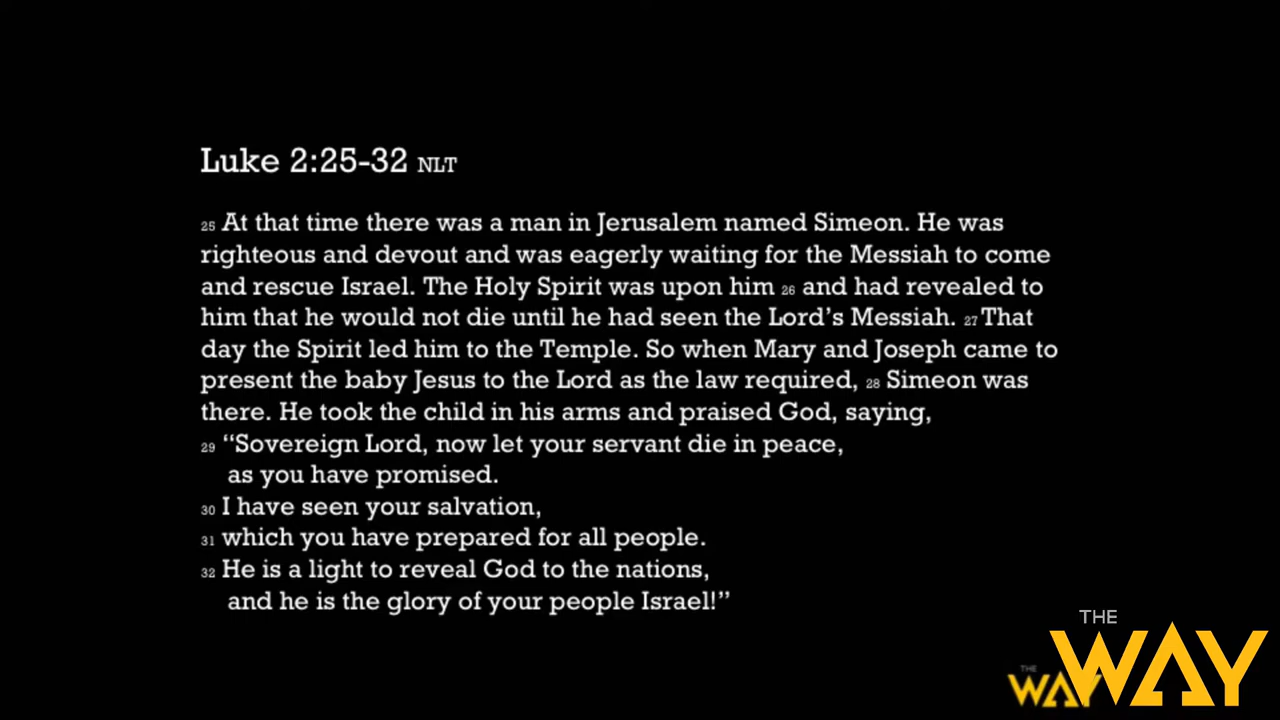 Luke 2:25-32 NLT
25 At that time there was a man in Jerusalem named Simeon. He was
righteous and devout and was eagerly waiting for the Messiah to come
and rescue Israel. The Holy Spirit was upon him 26 and had revealed to
him that he would not die until he had seen the Lord’s Messiah. 27 That
day the Spirit led him to the Temple. So when Mary and Joseph came to
present the baby Jesus to the Lord as the law required, 28 Simeon was
there. He took the child in his arms and praised God, saying,
29 “Sovereign Lord, now let your servant die in peace,
as you have promised.
30 I have seen your salvation,
31 which you have prepared for all people.
32 He is a light to reveal God to the nations,
and he is the glory of your people Israel!”
THE
WAY
THE
WAY